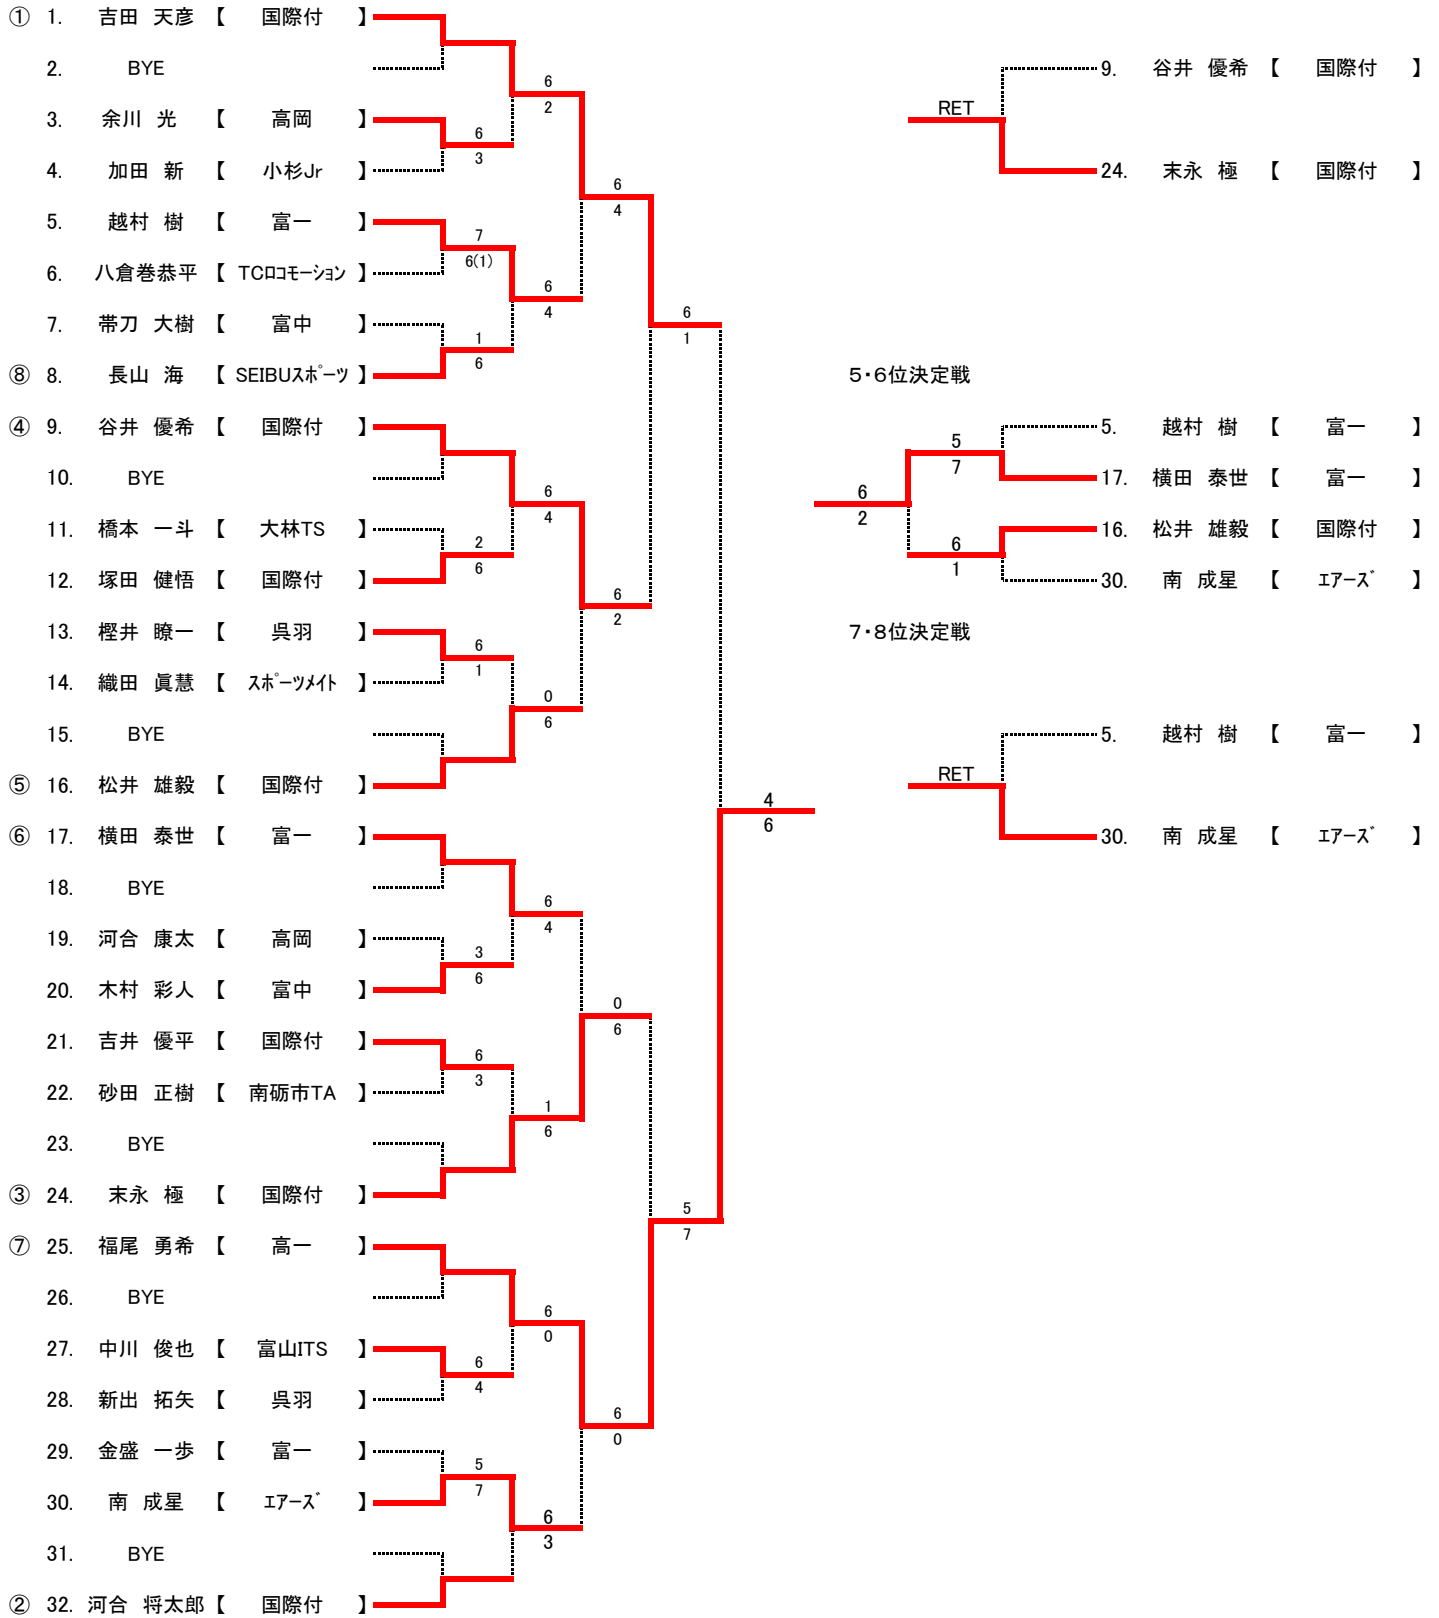 ① 1. 吉田 天彦 【 国際付 】
2. BYE
9. 谷井 優希 【 国際付 】
6
2
RET
3. 余川 光 【 高岡 】
6
3
4. 加田 新 【 小杉Jr 】
24. 末永 極 【 国際付 】
6
4
5. 越村 樹 【 富一 】
7
6(1)
6. 八倉巻恭平 【 TCロコモーション 】
6
4
7. 帯刀 大樹 【 富中 】
6
1
1
6
⑧ 8. 長山 海 【 SEIBUスポーツ 】
5・6位決定戦
④ 9. 谷井 優希 【 国際付 】
5. 越村 樹 【 富一 】
5
7
10. BYE
17. 横田 泰世 【 富一 】
6
4
6
2
11. 橋本 一斗 【 大林TS 】
16. 松井 雄毅 【 国際付 】
2
6
6
1
12. 塚田 健悟 【 国際付 】
30. 南 成星 【 エアーズ 】
6
2
13. 樫井 瞭一 【 呉羽 】
7・8位決定戦
6
1
14. 織田 眞慧 【 スポーツメイト 】
0
6
15. BYE
5. 越村 樹 【 富一 】
RET
⑤ 16. 松井 雄毅 【 国際付 】
4
6
⑥ 17. 横田 泰世 【 富一 】
30. 南 成星 【 エアーズ 】
18. BYE
6
4
19. 河合 康太 【 高岡 】
3
6
20. 木村 彩人 【 富中 】
0
6
21. 吉井 優平 【 国際付 】
6
3
22. 砂田 正樹 【 南砺市TA 】
1
6
23. BYE
③ 24. 末永 極 【 国際付 】
5
7
⑦ 25. 福尾 勇希 【 高一 】
26. BYE
6
0
27. 中川 俊也 【 富山ITS 】
6
4
28. 新出 拓矢 【 呉羽 】
6
0
29. 金盛 一歩 【 富一 】
5
7
30. 南 成星 【 エアーズ 】
6
3
31. BYE
② 32. 河合 将太郎 【 国際付 】